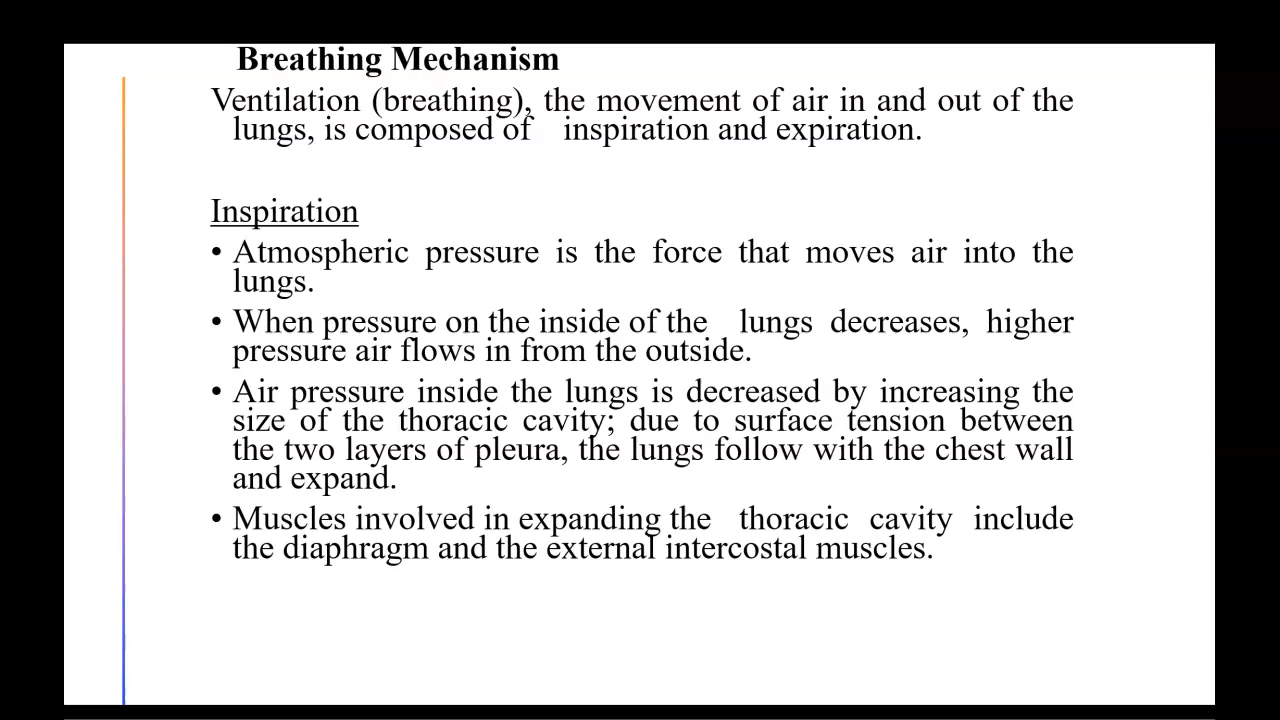 Breathing Mechanism
Ventilation (breathing), the movement of air in and out of the
lungs, is composed of inspiration and expiration.
Inspiration
• Atmospheric pressure is the force that moves air into the
lungs.
• When pressure on the inside of the lungs decreases, higher
pressure air flows in from the outside.
• Air pressure inside the lungs is decreased by increasing the
size of the thoracic cavity; due to surface tension between
the two layers of pleura, the lungs follow with the chest wall
and expand.
• Muscles involved in expanding the thoracic cavity include
the diaphragm and the external intercostal muscles.